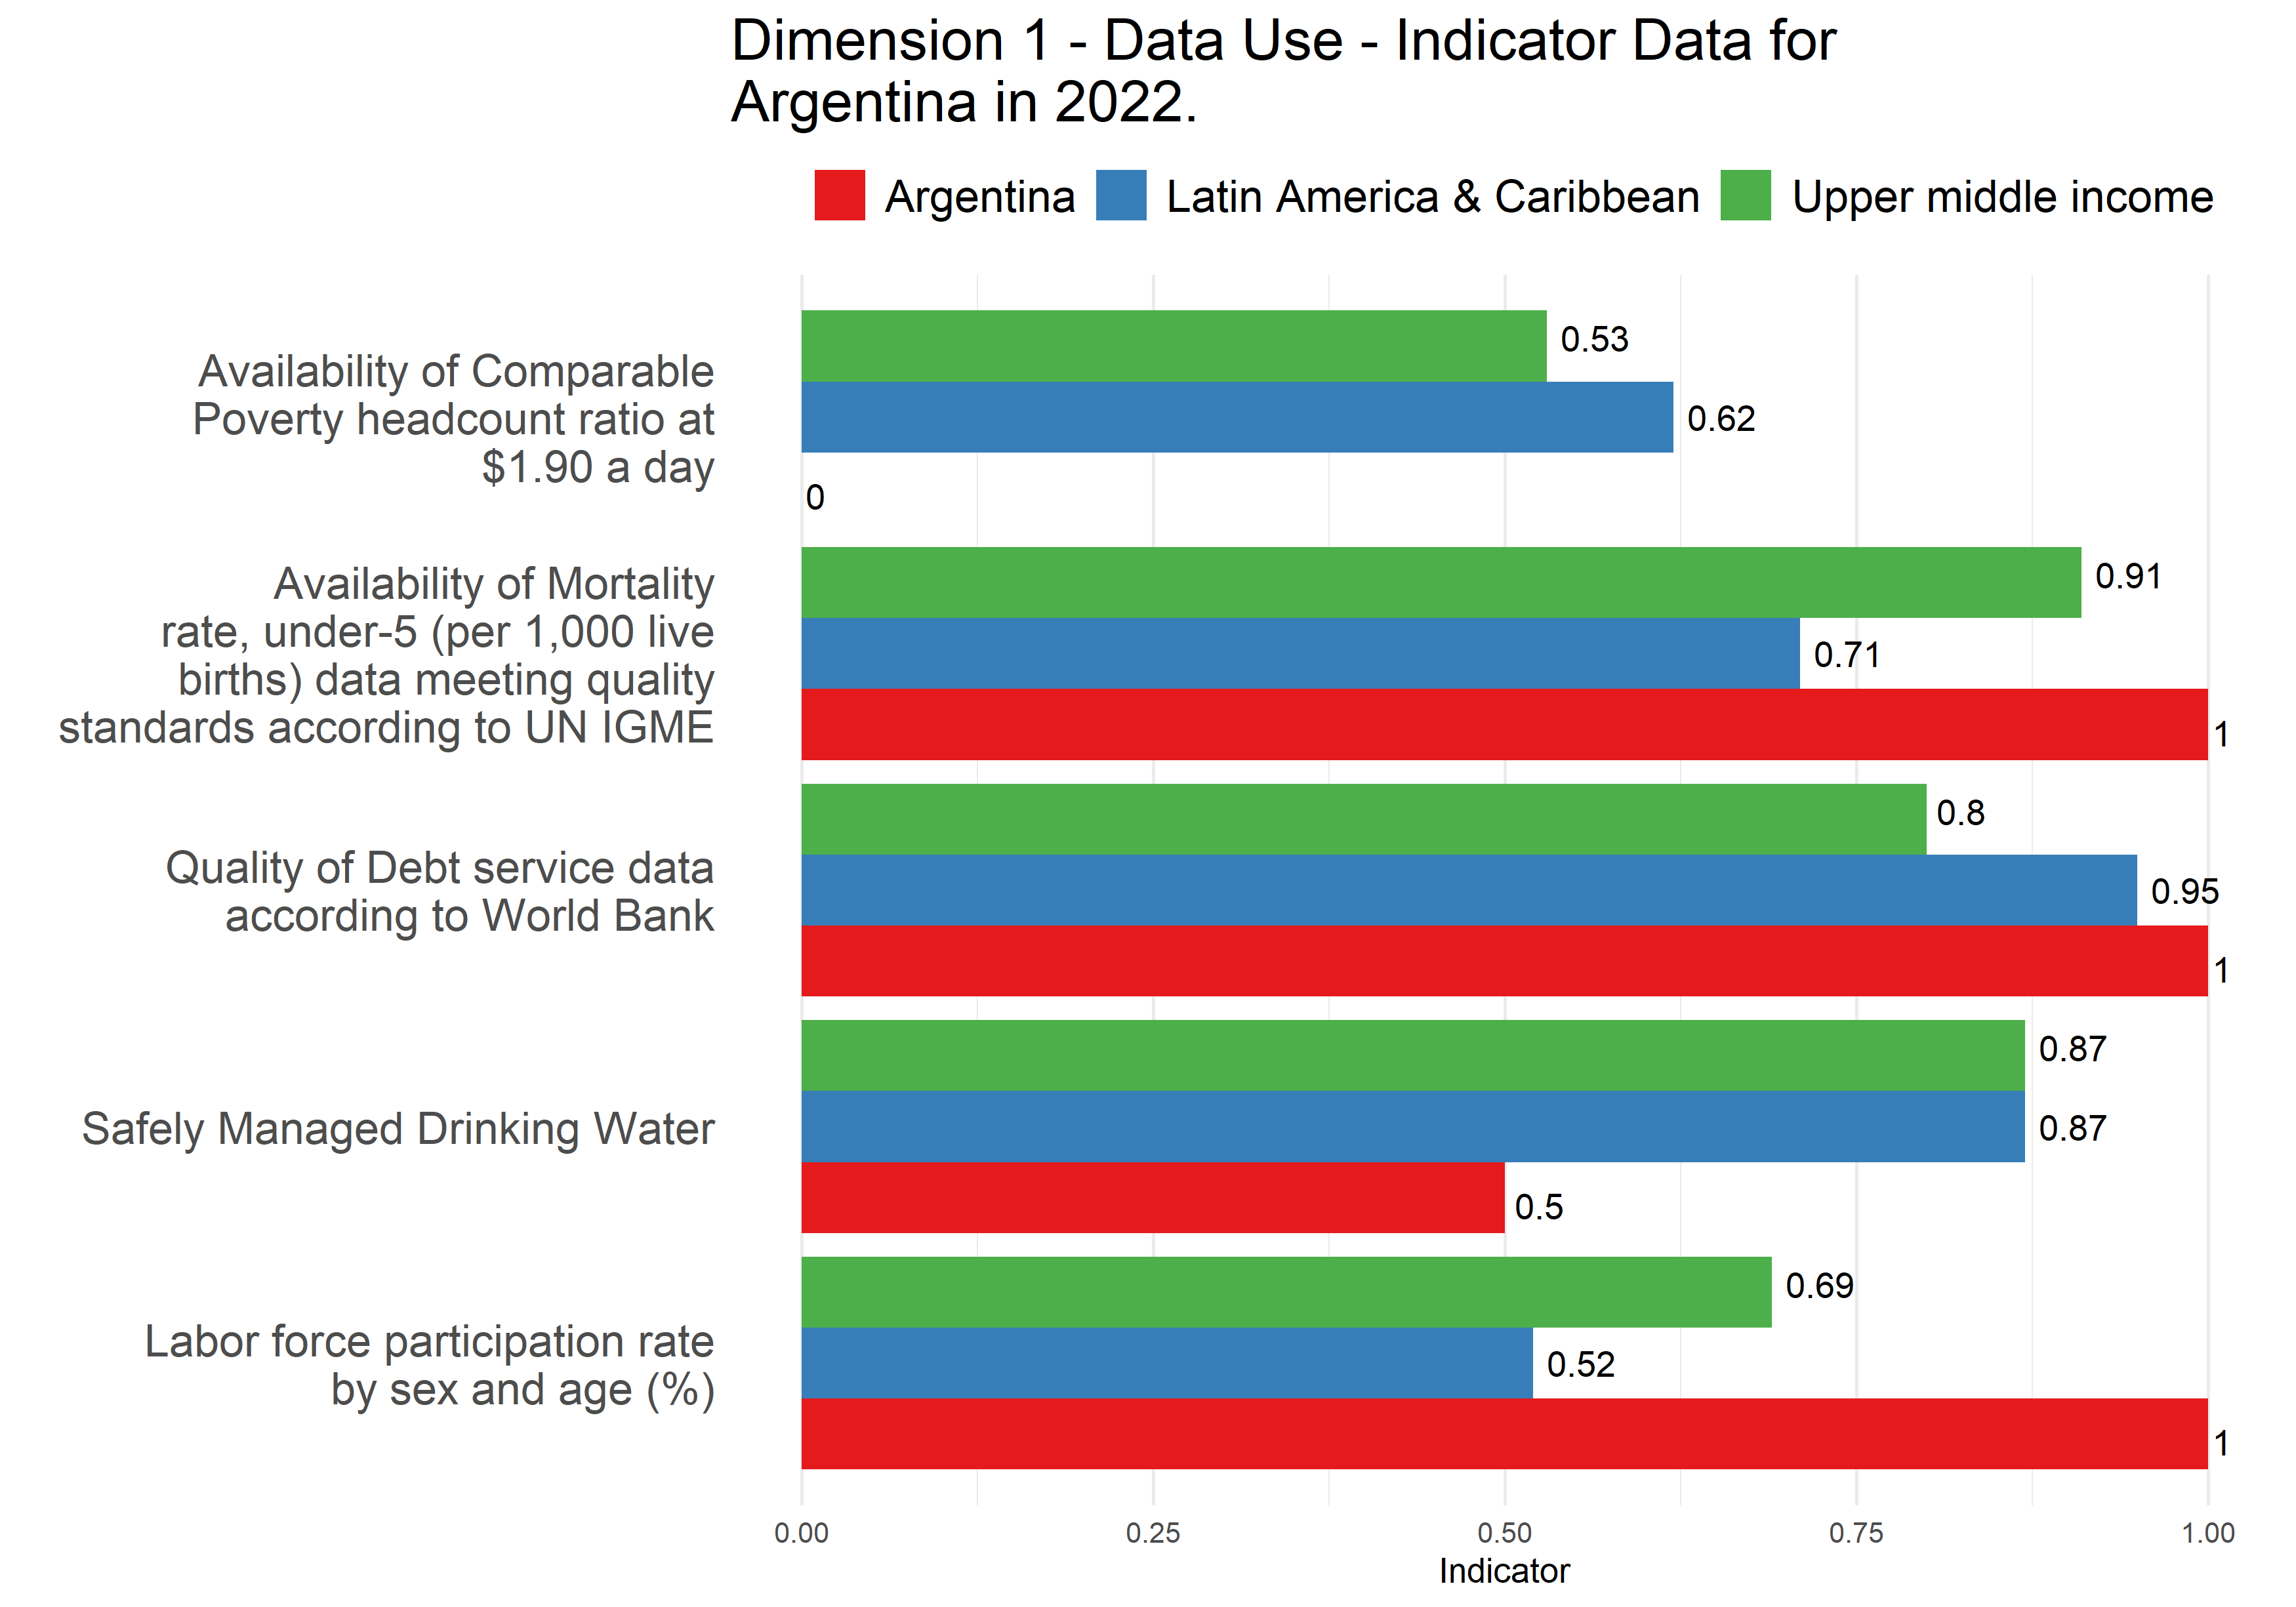 Dimension 1 - Data Use - Indicator Data for
Argentina in 2022.
Argentina
Latin America & Caribbean
Upper middle income
Availability of Comparable
Poverty headcount ratio at
$1.90 a day
0.53
0.62
0
Availability of Mortality
rate, under-5 (per 1,000 live
births) data meeting quality
standards according to UN IGME
0.91
0.71
1
Quality of Debt service data
according to World Bank
0.8
0.95
1
Safely Managed Drinking Water
0.87
0.87
0.5
Labor force participation rate
by sex and age (%)
0.69
0.52
1
0.00
0.25
0.50
0.75
1.00
Indicator